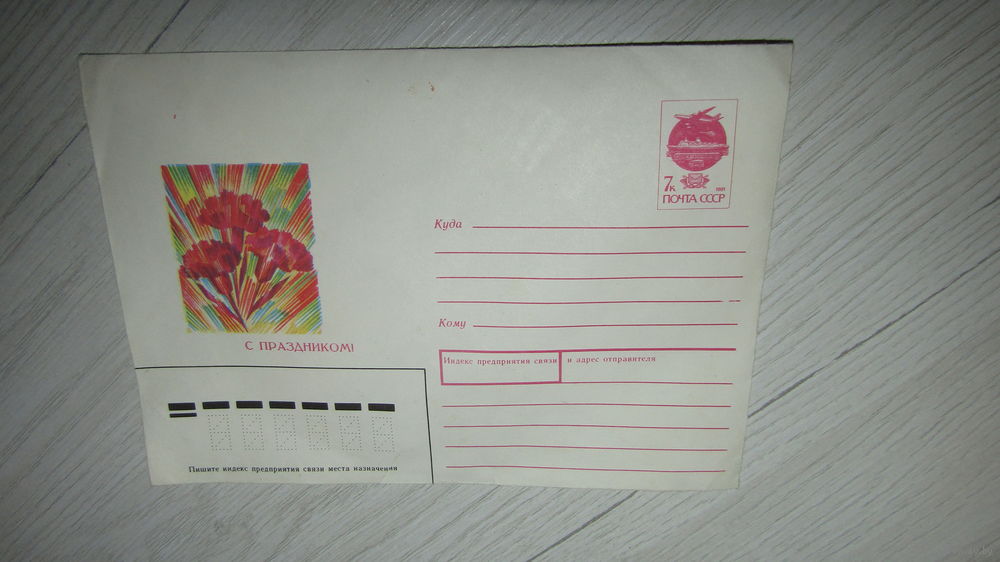 7к
1991
ПОЧТА СССР
Куда
С ПРАЗДНИКОМ!
Кому
Индекс предприятия связи и адрес отправителя
Пишите индекс предприятия связи места назначения